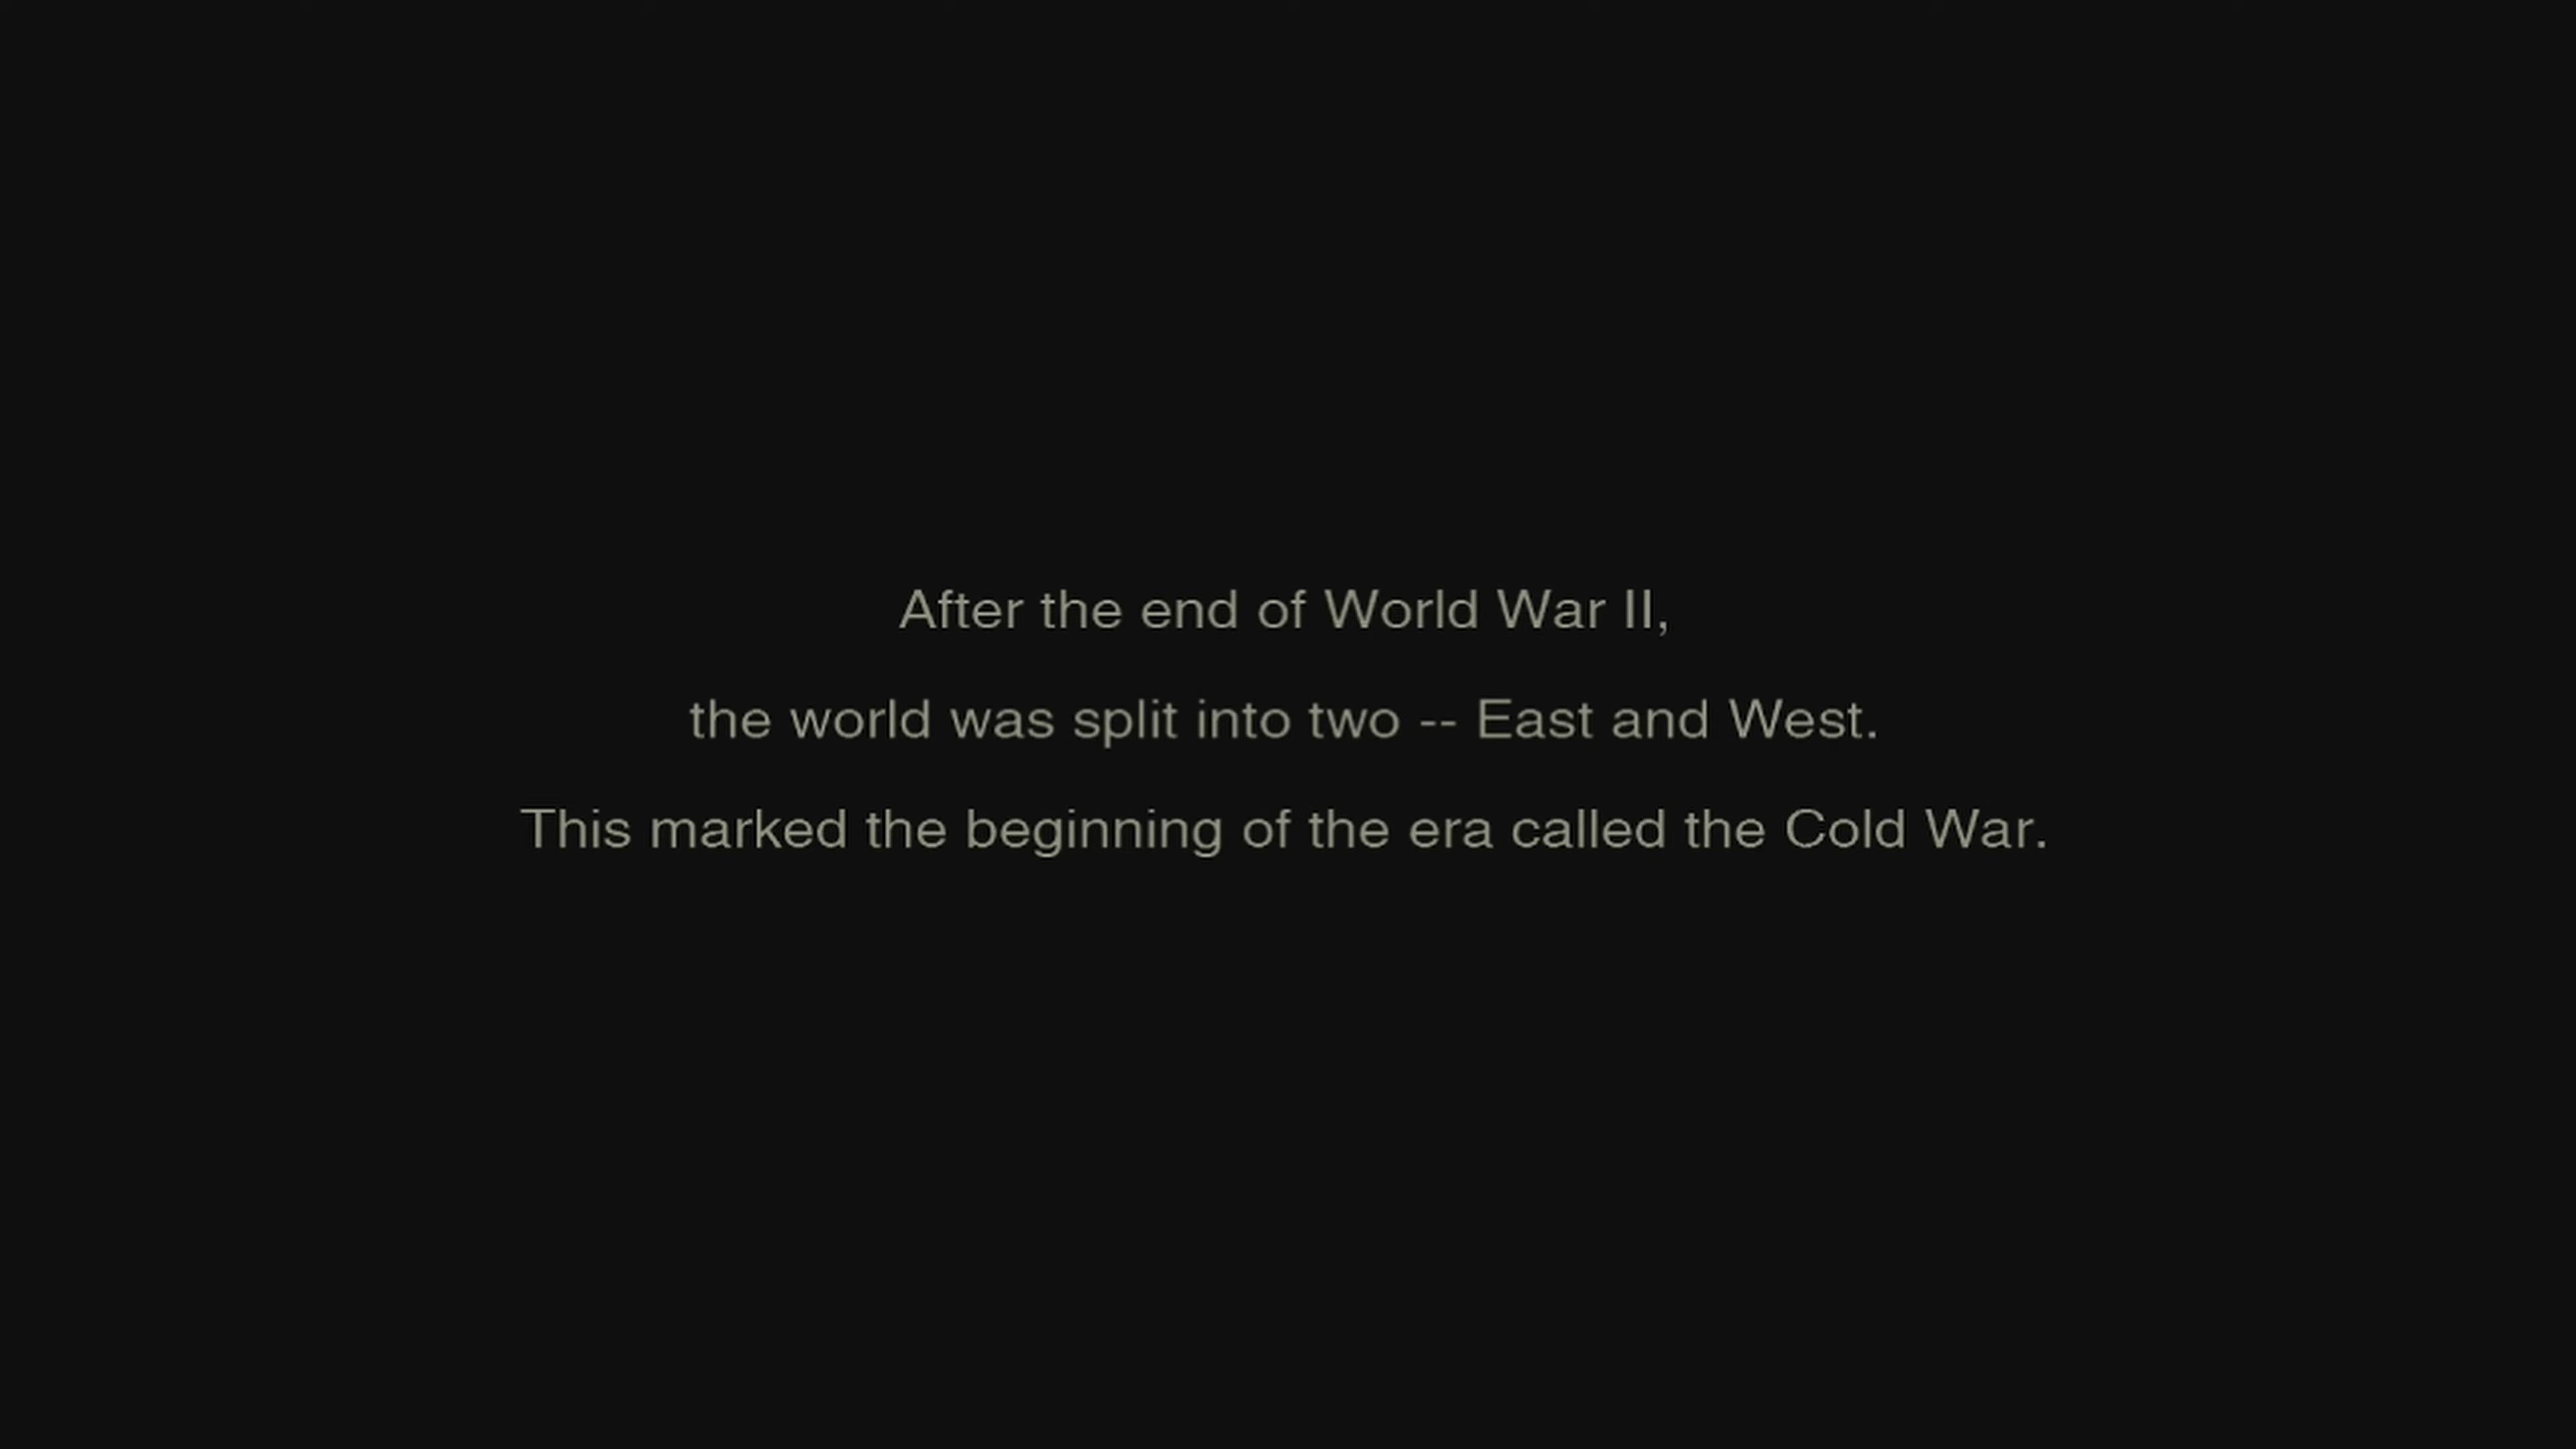 After the end of World War II,
the world was split into two -- East and West.
This marked the beginning of the era called the Cold War.